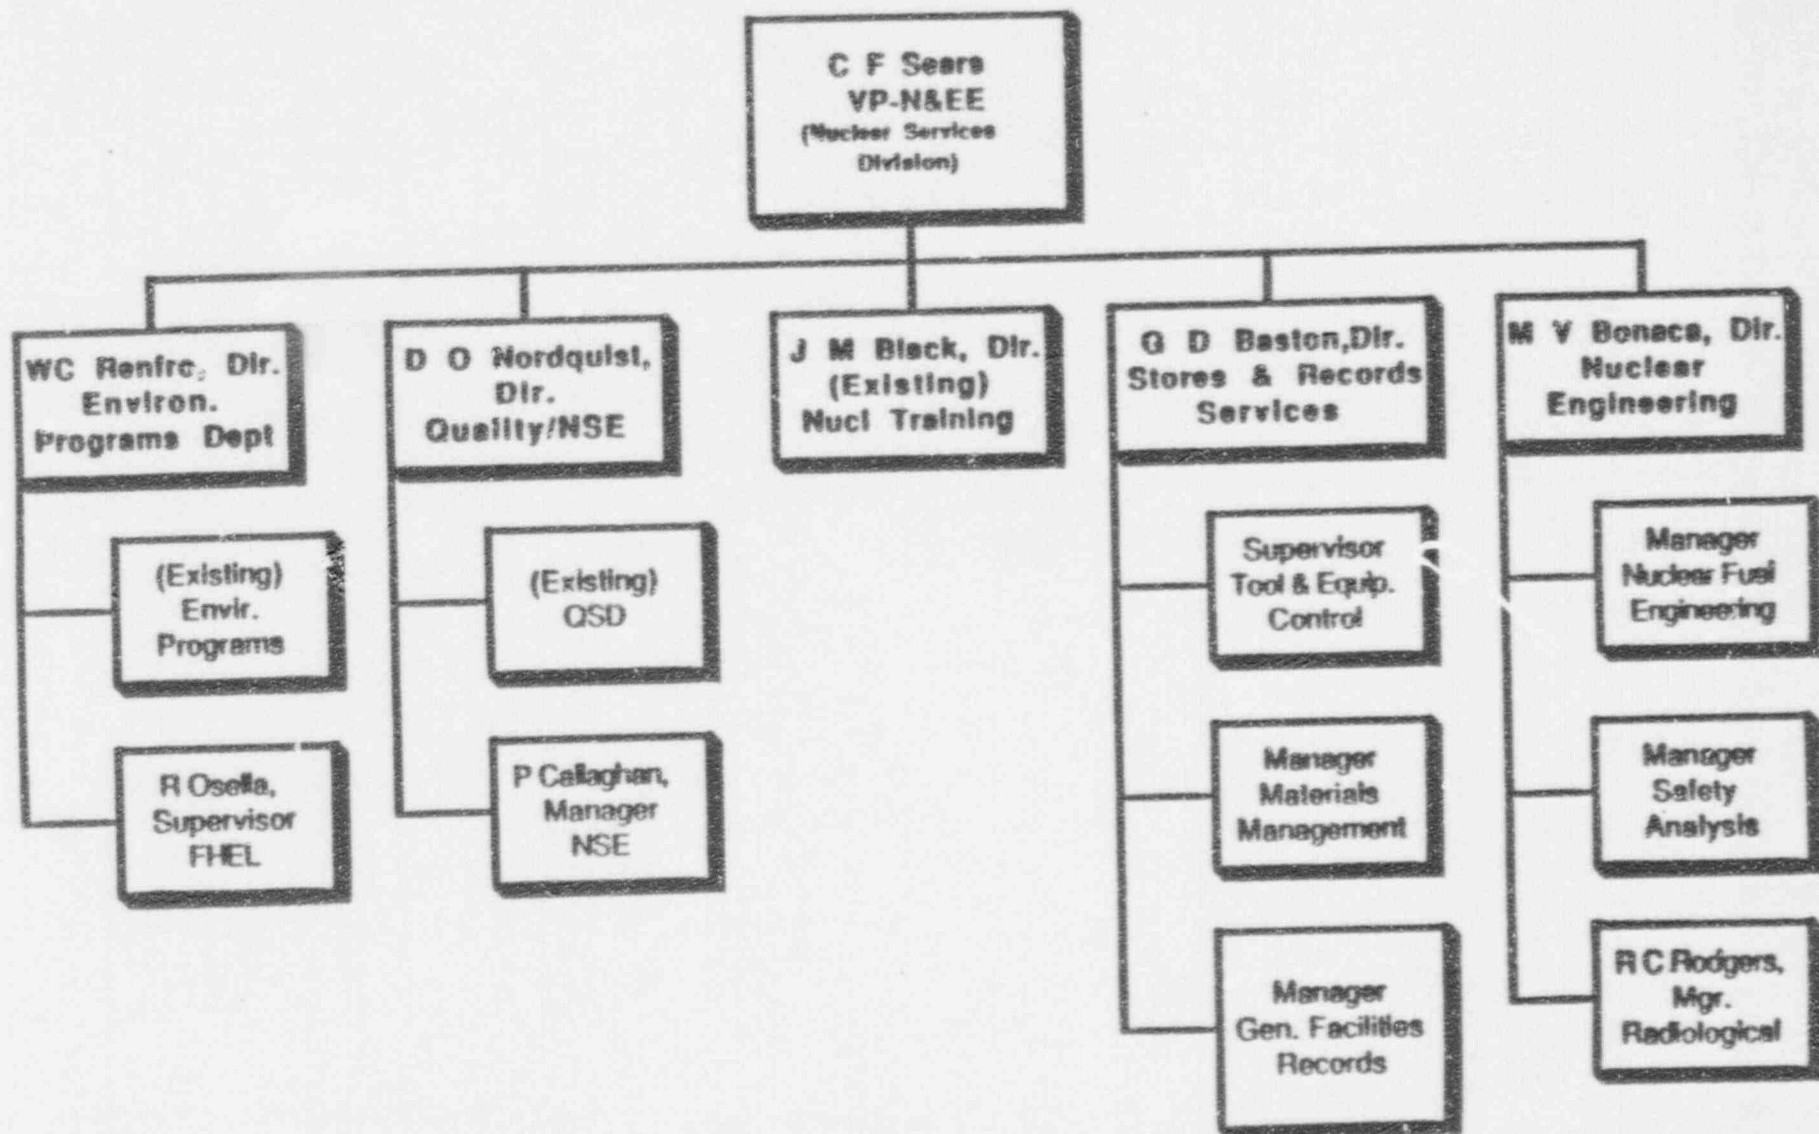 C F Sears
VP-N&EE
(Nuclear Services
Division)
WC Renfro, Dir.
Environ.
Programs Dept
D O Nordquist,
Dir.
Quality/NSE
J M Black, Dir.
(Existing)
Nucl Training
G D Baston,Dir.
Stores & Records
Services
M V Bonaca, Dir.
Nuclear
Engineering
(Existing)
Envir.
Programs
R Osella,
Supervisor
FHEL
(Existing)
QSD
P Callaghan,
Manager
NSE
Supervisor
Tool & Equip.
Control
Manager
Materials
Management
Manager
Gen. Facilities
Records
Manager
Nuclear Fuel
Engineering
Manager
Safety
Analysis
R C Rodgers,
Mgr.
Radiological